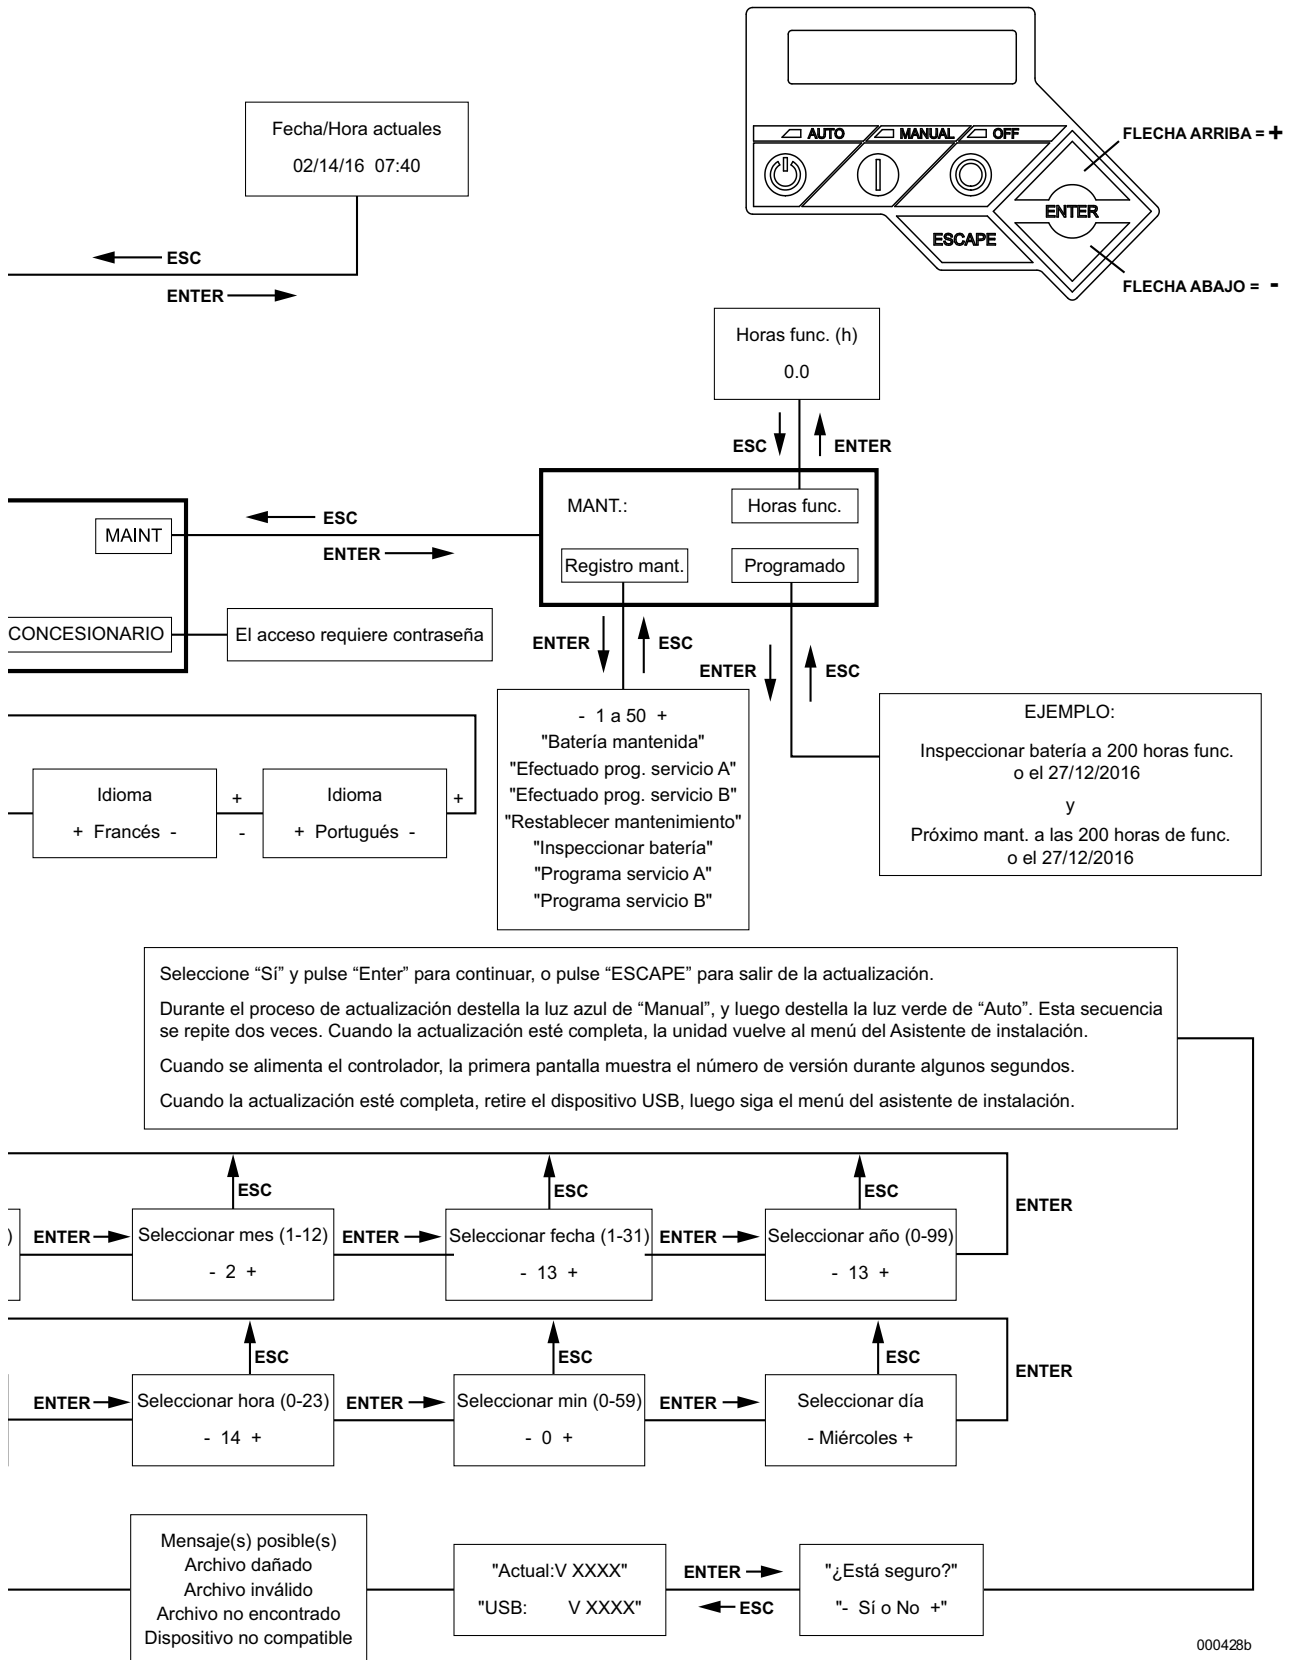 Fecha/Hora actuales
02/14/16 07:40
ESC
ENTER
AUTO
MANUAL
OFF
ENTER
ESCAPE
FLECHA ARRIBA = +
FLECHA ABAJO = -
Horas func. (h)
0.0
ESC
ENTER
MAINT
ESC
ENTER
MANT.:
Horas func.
Registro mant.
Programado
CONCESIONARIO
El acceso requiere contraseña
ENTER
ESC
ENTER
ESC
- 1 a 50 +
"Batería mantenida"
"Efectuado prog. servicio A"
"Efectuado prog. servicio B"
"Restablecer mantenimiento"
"Inspeccionar batería"
"Programa servicio A"
"Programa servicio B"
EJEMPLO:
Inspeccionar batería a 200 horas func.
o el 27/12/2016
y
Próximo mant. a las 200 horas de func.
o el 27/12/2016
Idioma
+ Francés -
+
-
Idioma
+ Portugués -
+
Seleccione “Sí” y pulse “Enter” para continuar, o pulse “ESCAPE” para salir de la actualización.
Durante el proceso de actualización destella la luz azul de “Manual”, y luego destella la luz verde de “Auto”. Esta secuencia
se repite dos veces. Cuando la actualización esté completa, la unidad vuelve al menú del Asistente de instalación.
Cuando se alimenta el controlador, la primera pantalla muestra el número de versión durante algunos segundos.
Cuando la actualización esté completa, retire el dispositivo USB, luego siga el menú del asistente de instalación.
ESC
ESC
ESC
ENTER
)
ENTER
Seleccionar mes (1-12)
- 2 +
ENTER
Seleccionar fecha (1-31)
- 13 +
ENTER
Seleccionar año (0-99)
- 13 +
ESC
ESC
ESC
ENTER
ENTER
Seleccionar hora (0-23)
- 14 +
ENTER
Seleccionar min (0-59)
- 0 +
ENTER
Seleccionar día
- Miércoles +
Mensaje(s) posible(s)
Archivo dañado
Archivo inválido
Archivo no encontrado
Dispositivo no compatible
"Actual:V XXXX"
"USB: V XXXX"
ENTER
ESC
"¿Está seguro?"
"- Sí o No +"
000428b